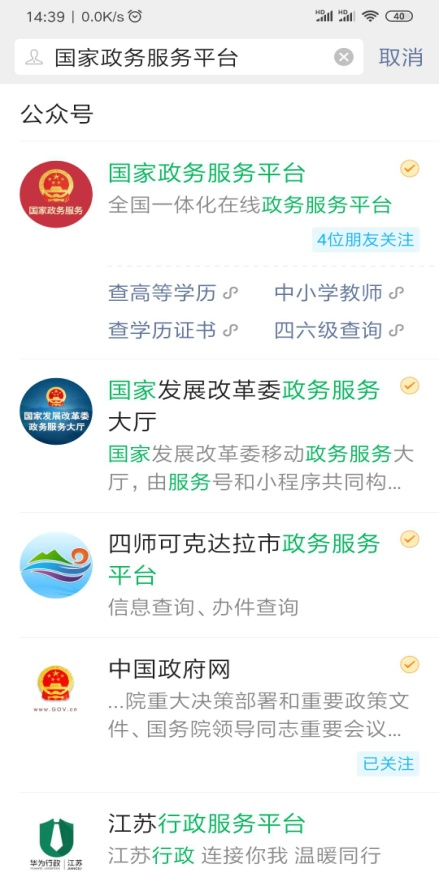 14:39 | 0.0K/s
HD HD 40
国家政务服务平台
取消
公众号
国家政务服务
国家政务服务平台
全国一体化在线政务服务平台
4位朋友关注
查高等学历
中小学教师
查学历证书
四六级查询
国家发展改革委
政务服务大厅
国家发展改革委政务服务
大厅
国家发展改革委移动政务服务大
厅，由服务号和小程序共同构...
四师可克达拉市政务服务
平台
信息查询、办件查询
www.GOV.cn
中国政府网
...院重大决策部署和重要政策文
件、国务院领导同志重要会议...
已关注
华为行政 | 江苏
江苏行政服务平台
江苏行政 连接你我 温暖同行